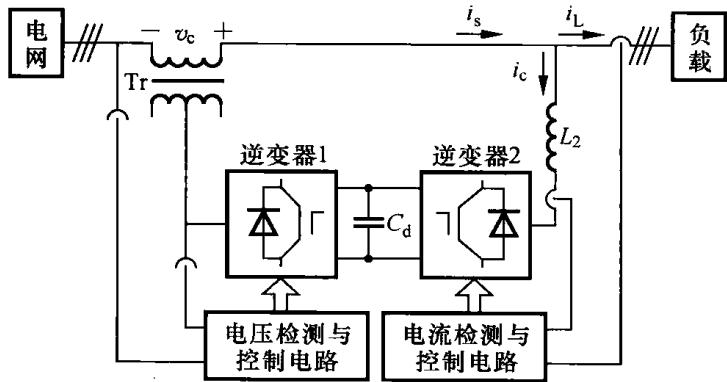 电网
− v_c +
i_s
i_L
负载
Tr
i_c
L_2
逆变器1
逆变器2
C_d
电压检测与
控制电路
电流检测与
控制电路